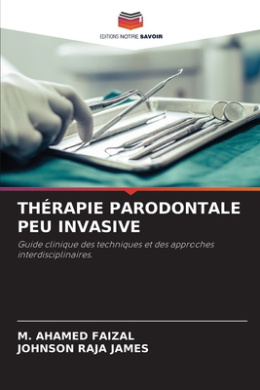 EDITIONS NOTRE SAVOIR
THÉRAPIE PARODONTALE
PEU INVASIVE
Guide clinique des techniques et des approches
interdisciplinaires.
M. AHAMED FAIZAL
JOHNSON RAJA JAMES